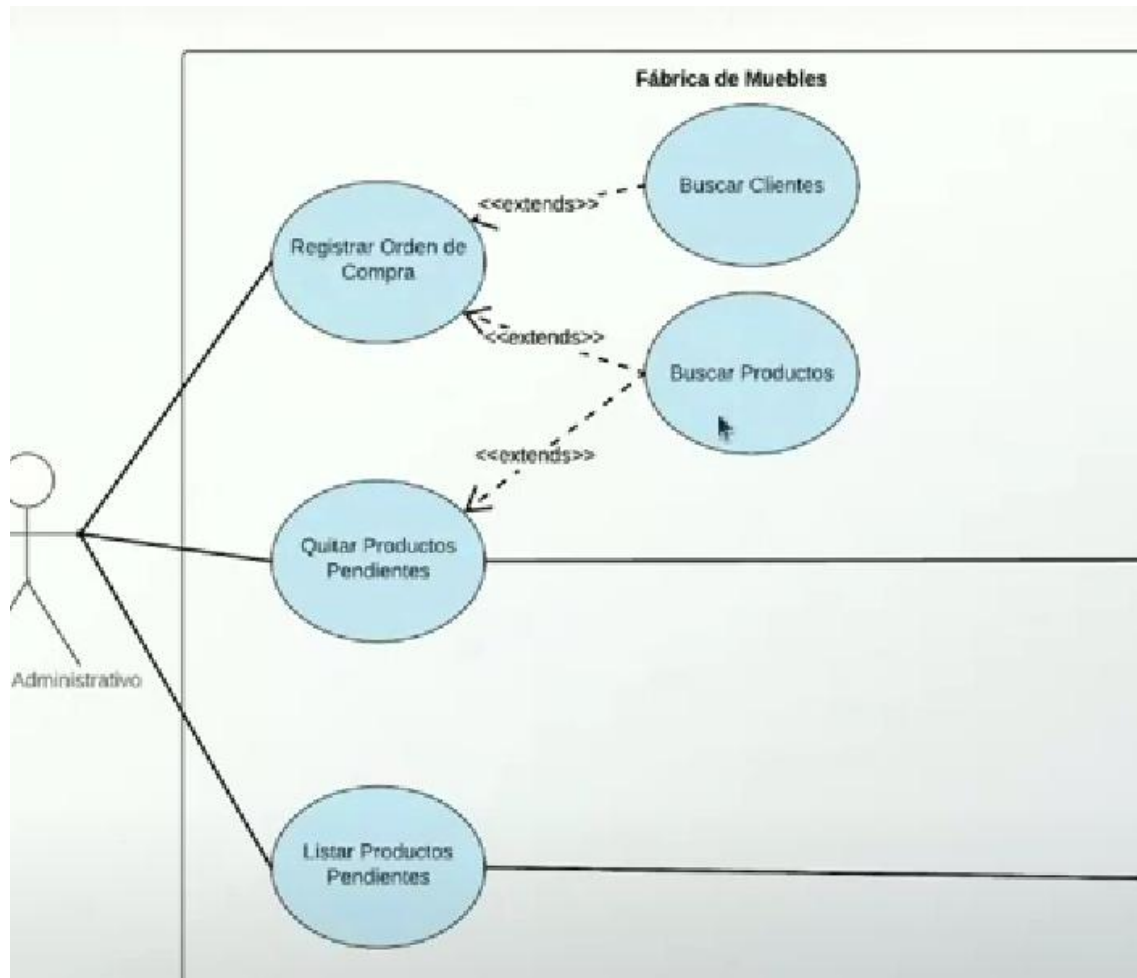 Fábrica de Muebles
Buscar Clientes
<<extends>>
Registrar Orden de
Compra
<<extends>>
Buscar Productos
<<extends>>
Quitar Productos
Pendientes
Administrativo
Listar Productos
Pendientes